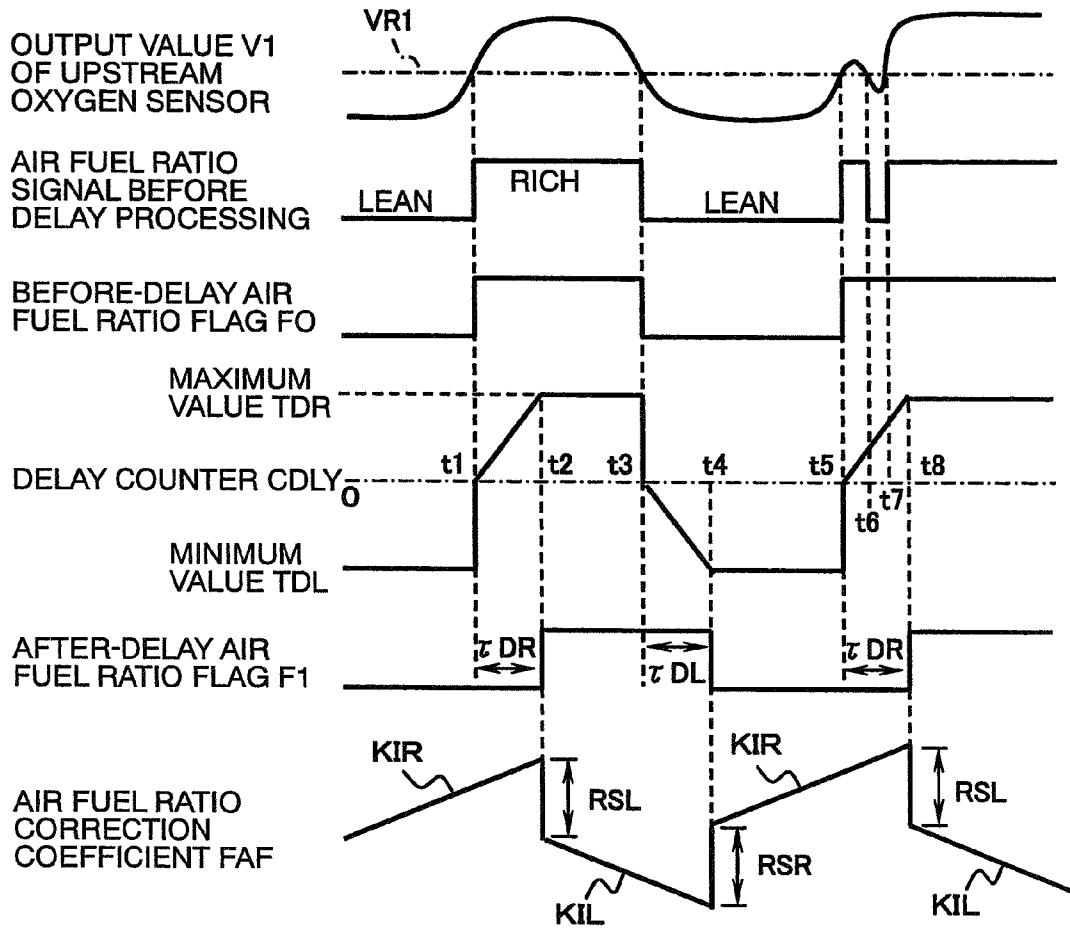 VR1
OUTPUT VALUE V1
OF UPSTREAM
OXYGEN SENSOR
AIR FUEL RATIO
SIGNAL BEFORE
DELAY PROCESSING
LEAN
RICH
LEAN
BEFORE-DELAY AIR
FUEL RATIO FLAG FO
MAXIMUM
VALUE TDR
DELAY COUNTER CDLY
0
t1
t2
t3
t4
t5
t6
t7
t8
MINIMUM
VALUE TDL
AFTER-DELAY AIR
FUEL RATIO FLAG F1
τ DR
τ DL
τ DR
AIR FUEL RATIO
CORRECTION
COEFFICIENT FAF
KIR
RSL
KIL
RSR
KIR
RSL
KIL